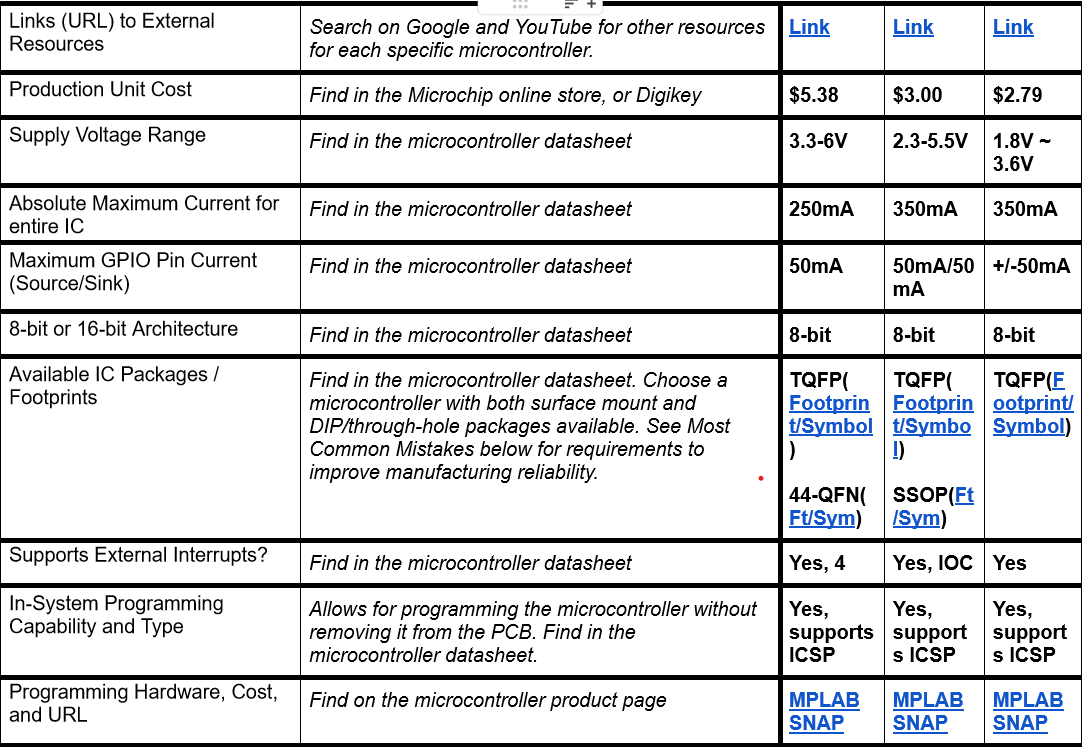 Links (URL) to External
Resources
Search on Google and YouTube for other resources
for each specific microcontroller.
Link
Link
Link
Production Unit Cost
Find in the Microchip online store, or Digikey
$5.38
$3.00
$2.79
Supply Voltage Range
Find in the microcontroller datasheet
3.3-6V
2.3-5.5V
1.8V ~
3.6V
Absolute Maximum Current for
entire IC
Find in the microcontroller datasheet
250mA
350mA
350mA
Maximum GPIO Pin Current
(Source/Sink)
Find in the microcontroller datasheet
50mA
50mA/50
mA
+/-50mA
8-bit or 16-bit Architecture
Find in the microcontroller datasheet
8-bit
8-bit
8-bit
Available IC Packages /
Footprints
Find in the microcontroller datasheet. Choose a
microcontroller with both surface mount and
DIP/through-hole packages available. See Most
Common Mistakes below for requirements to
improve manufacturing reliability.
TQFP(
Footprin
t/Symbol
)
44-QFN(
Ft/Sym)
TQFP(
Footprin
t/Symbo
l)
SSOP(Ft
/Sym)
TQFP(F
ootprint/
Symbol)
Supports External Interrupts?
Find in the microcontroller datasheet
Yes, 4
Yes, IOC
Yes
In-System Programming
Capability and Type
Allows for programming the microcontroller without
removing it from the PCB. Find in the
microcontroller datasheet.
Yes,
supports
ICSP
Yes,
support
s ICSP
Yes,
support
s ICSP
Programming Hardware, Cost,
and URL
Find on the microcontroller product page
MPLAB
SNAP
MPLAB
SNAP
MPLAB
SNAP